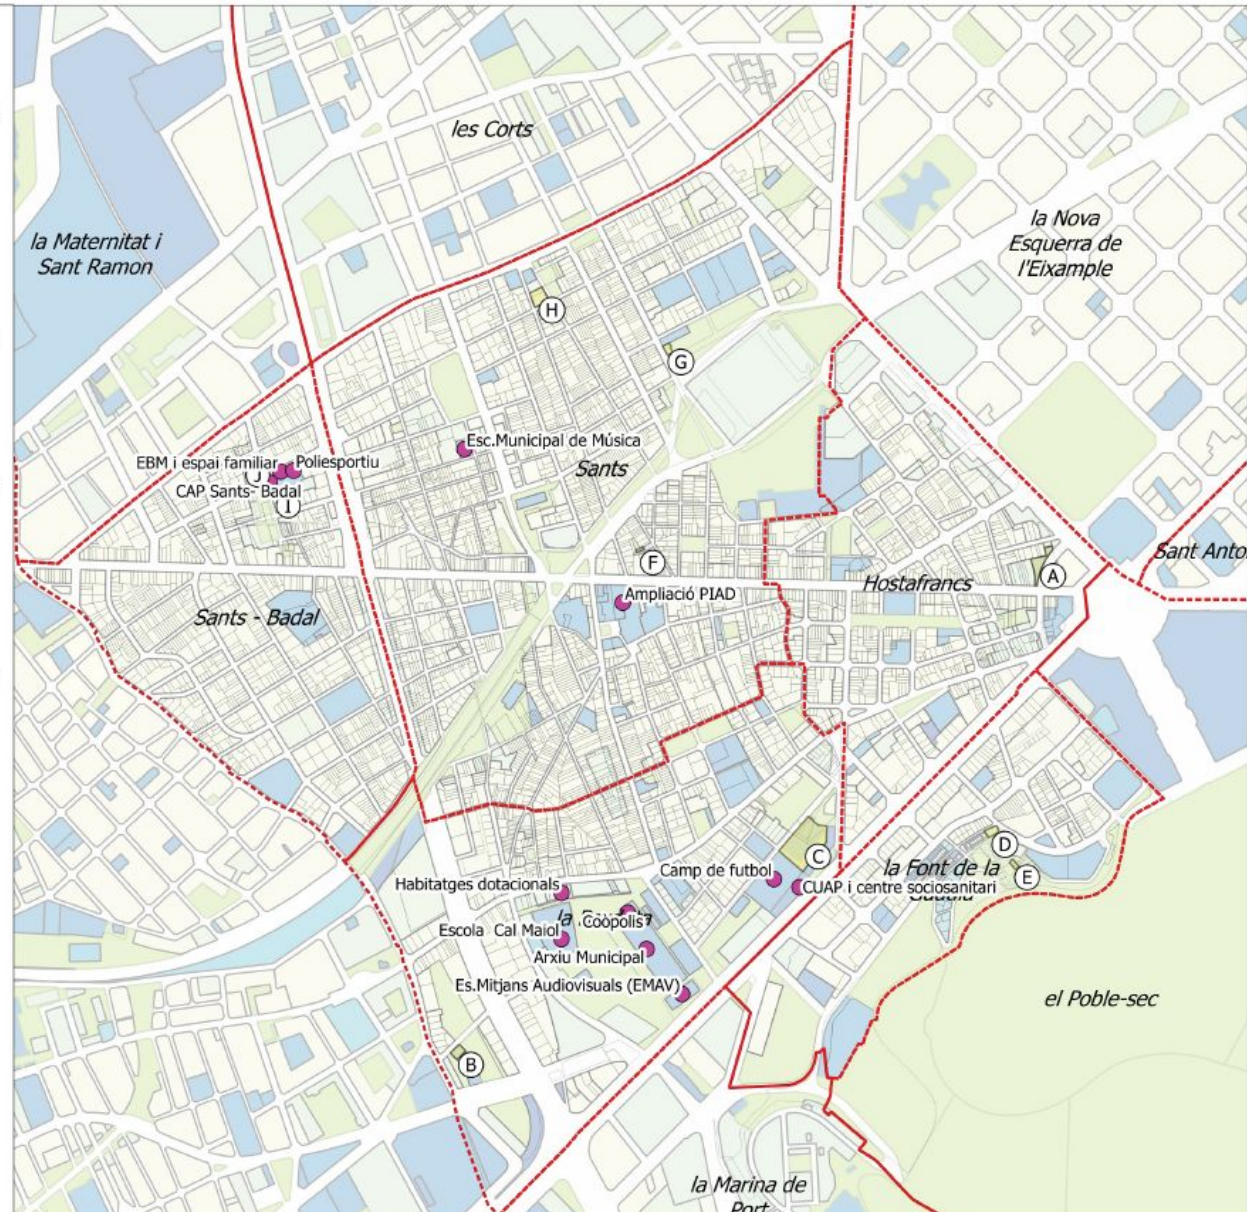 les Corts
la Nova
Esquerra de
l'Eixample
la Maternitat i
Sant Ramon
H
G
Esc.Municipal de Música
EBM i espai familiar
Poliesportiu
Sants
J
CAP Sants- Badal
I
Sant Anto
F
A
Hostafrancs
Ampliació PIAD
Sants - Badal
D
C
Camp de futbol
la Font de la
E
Habitatges dotacionals
CUAP i centre sociosanitari
Coòpolis
Escola Cal Maiol
Arxiu Municipal
Es.Mitjans Audiovisuals (EMAV)
el Poble-sec
B
la Marina de
Port